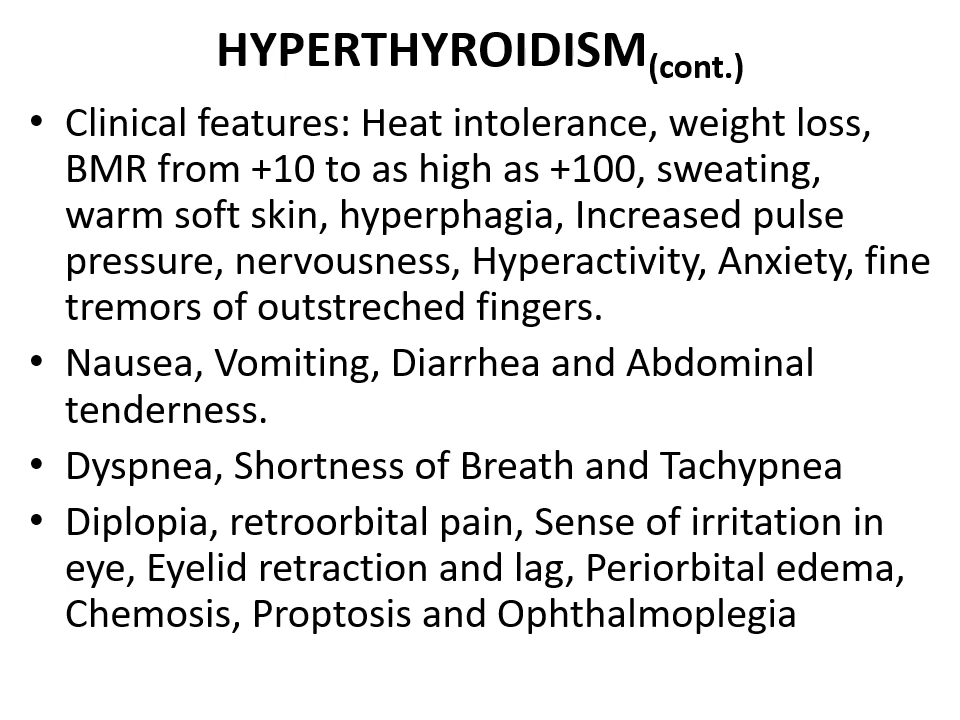 HYPERTHYROIDISM(cont.)
• Clinical features: Heat intolerance, weight loss,
BMR from +10 to as high as +100, sweating,
warm soft skin, hyperphagia, Increased pulse
pressure, nervousness, Hyperactivity, Anxiety, fine
tremors of outstreched fingers.
• Nausea, Vomiting, Diarrhea and Abdominal
tenderness.
• Dyspnea, Shortness of Breath and Tachypnea
• Diplopia, retroorbital pain, Sense of irritation in
eye, Eyelid retraction and lag, Periorbital edema,
Chemosis, Proptosis and Ophthalmoplegia